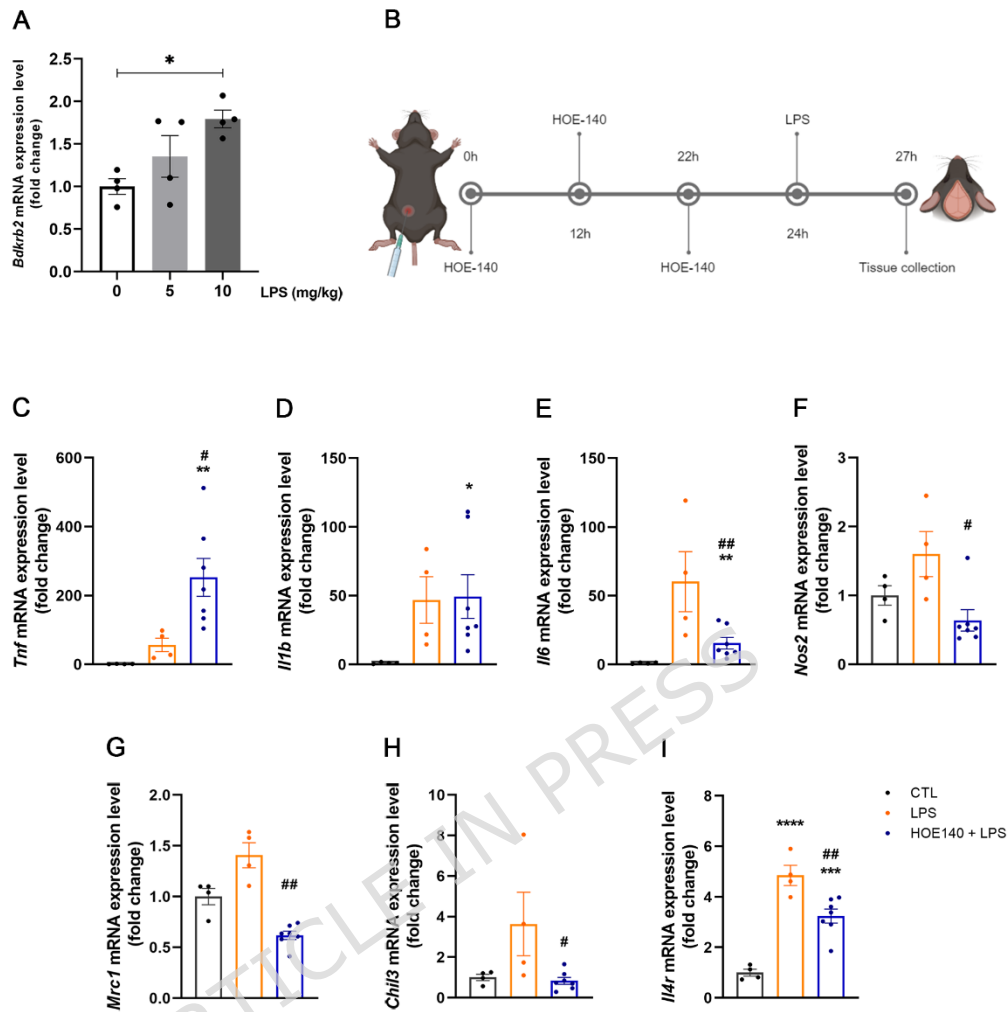 A
Bdkrb2 mRNA expression level
(fold change)
2.5
2.0
1.5
1.0
0.5
0.0
*
0 5 10 LPS (mg/kg)
B
HOE-140 LPS
0h 22h 27h
12h 24h
HOE-140 HOE-140 Tissue collection
C
Tnf mRNA expression level
(fold change)
600
400
200
0
#
**
D
Il1b mRNA expression level
(fold change)
150
100
50
0
*
E
Il6 mRNA expression level
(fold change)
150
100
50
0
##
**
F
Nos2 mRNA expression level
(fold change)
3
2
1
0
#
G
Mrc1 mRNA expression level
(fold change)
2.0
1.5
1.0
0.5
0.0
##
H
Chil3 mRNA expression level
(fold change)
10
8
6
4
2
0
#
I
Il4r mRNA expression level
(fold change)
8
6
4
2
0
****
##
***
CTL
LPS
HOE140 + LPS
ARTICLE IN PRESS